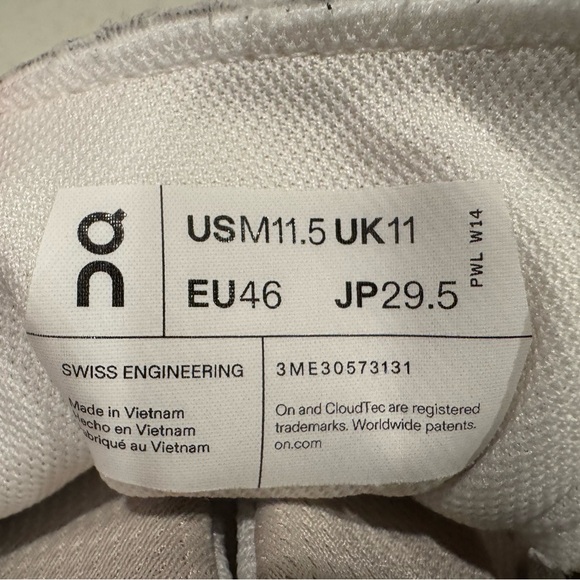 On
USM11.5 UK11
EU46 JP29.5
PWL W14
SWISS ENGINEERING
Made in Vietnam
Hecho en Vietnam
Fabriqué au Vietnam
3ME30573131
On and CloudTec are registered
trademarks. Worldwide patents.
on.com